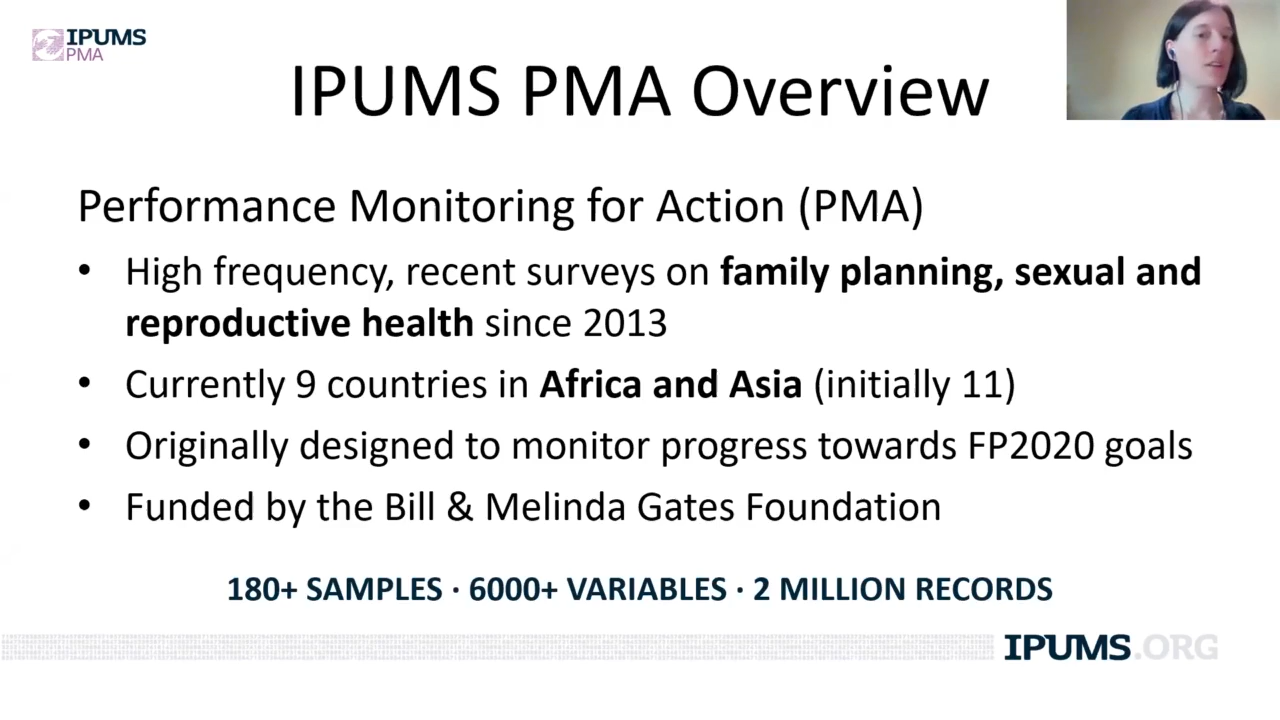 IPUMS
PMA
IPUMS PMA Overview
Performance Monitoring for Action (PMA)
• High frequency, recent surveys on family planning, sexual and
reproductive health since 2013
• Currently 9 countries in Africa and Asia (initially 11)
• Originally designed to monitor progress towards FP2020 goals
• Funded by the Bill & Melinda Gates Foundation
180+ SAMPLES · 6000+ VARIABLES · 2 MILLION RECORDS
IPUMS.ORG